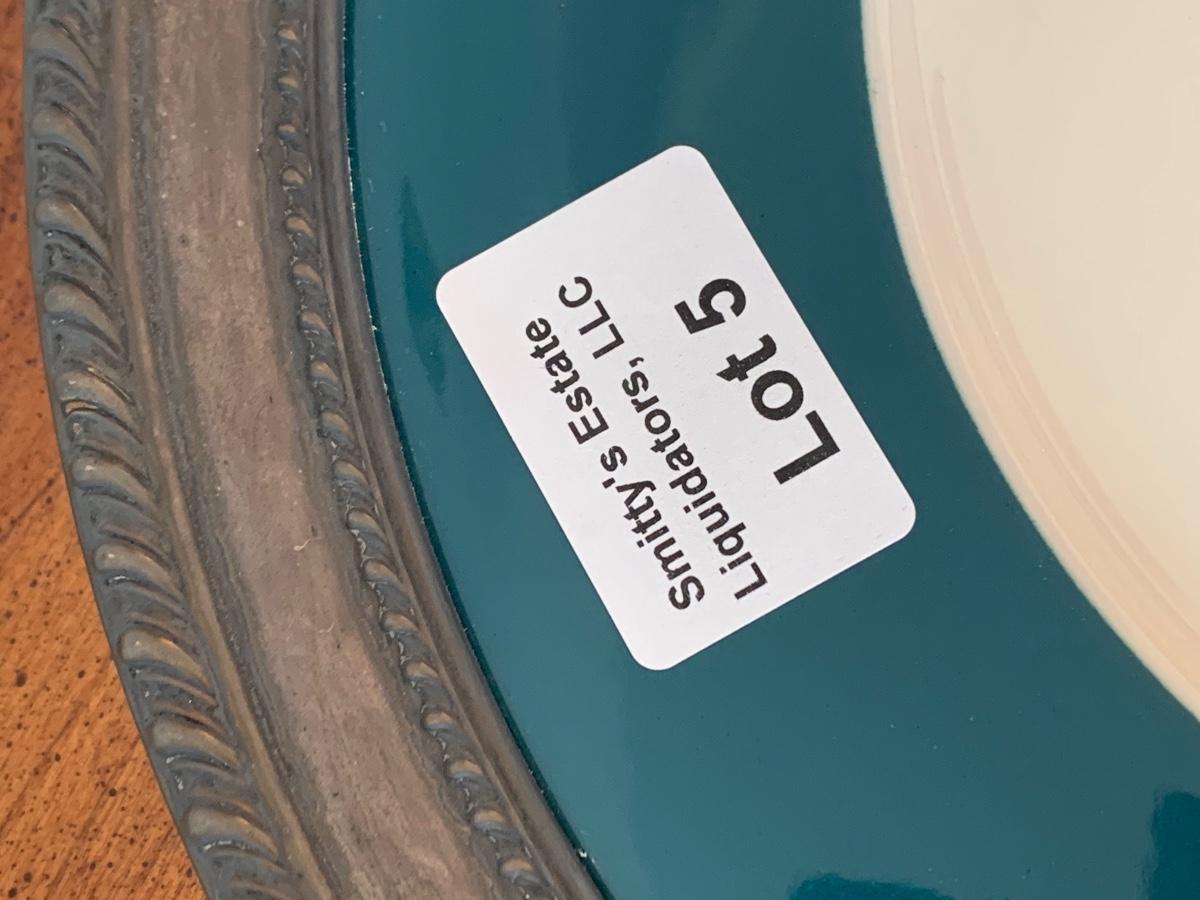 Smitty's Estate
Liquidators, LLC
Lot 5